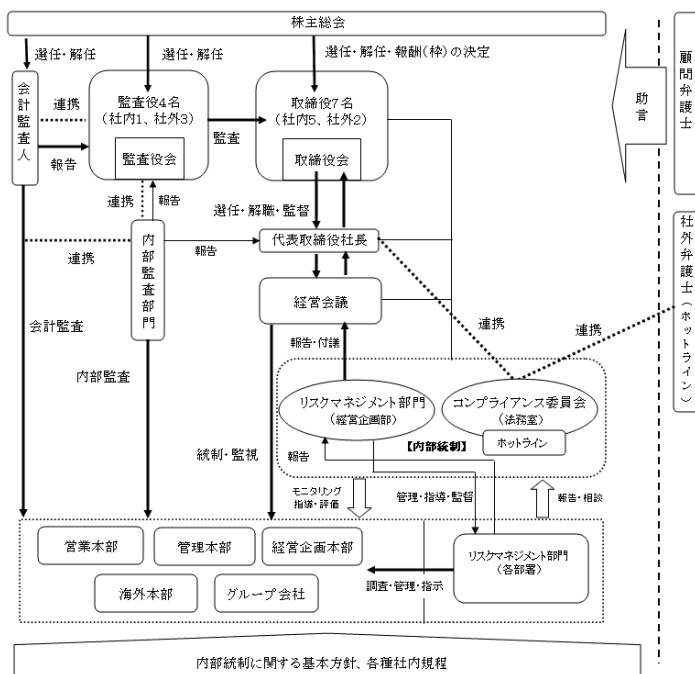 株主総会
選任・解任
選任・解任
選任・解任・報酬(枠)の決定
会計監査人
連携
監査役4名
(社内1、社外3)
監査役会
監査
取締役7名
(社内5、社外2)
取締役会
助言
顧問弁護士
報告
連携
報告
選任・解職・監督
内部監査部門
連携
報告
代表取締役社長
社外弁護士(ホットライン)
経営会議
会計監査
連携
連携
報告・付議
内部監査
リスクマネジメント部門
(経営企画部)
コンプライアンス委員会
(法務室)
ホットライン
【内部統制】
統制・監視
報告
モニタリング
指導・評価
管理・指導・監督
報告・相談
営業本部
管理本部
経営企画本部
リスクマネジメント部門
(各部署)
海外本部
グループ会社
調査・管理・指示
内部統制に関する基本方針、各種社内規程